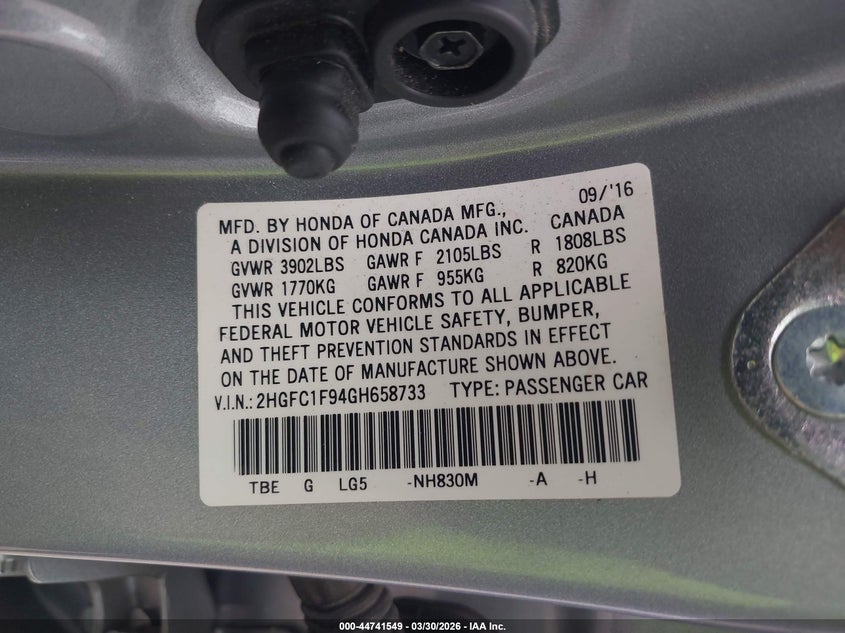 09/'16
MFD. BY HONDA OF CANADA MFG.,
A DIVISION OF HONDA CANADA INC. CANADA
GVWR 3902LBS GAWR F 2105LBS R 1808LBS
GVWR 1770KG GAWR F 955KG R 820KG
THIS VEHICLE CONFORMS TO ALL APPLICABLE
FEDERAL MOTOR VEHICLE SAFETY, BUMPER,
AND THEFT PREVENTION STANDARDS IN EFFECT
ON THE DATE OF MANUFACTURE SHOWN ABOVE.
V.I.N.: 2HGFC1F94GH658733 TYPE: PASSENGER CAR
TBE G LG5 -NH830M -A -H
000-44741549 - 03/30/2026 - IAA Inc.